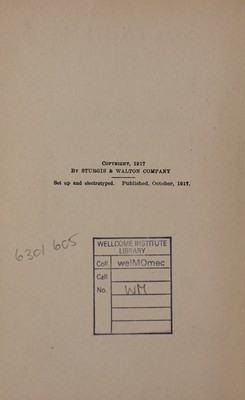 COPYRIGHT, 1917
BY STURGIS & WALTON COMPANY
Set up and electrotyped. Published, October, 1917.
6301 605
WELLCOME INSTITUTE
LIBRARY
Coll. welMOmec
Call
No. WM